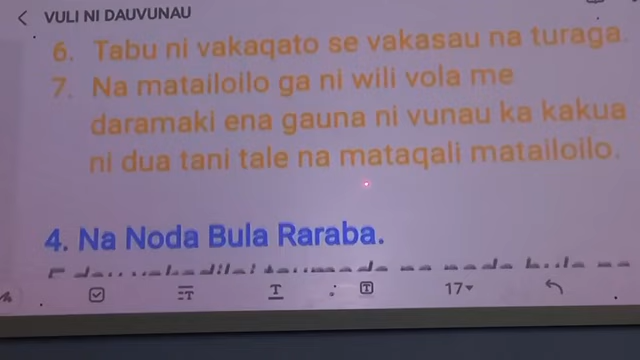 VULI NI DAUVUNAU
6. Tabu ni vakaqato se vakasau na turaga.
7. Na matailoilo ga ni wili vola me
daramaki ena gauna ni vunau ka kakua
ni dua tani tale na mataqali matailoilo.
4. Na Noda Bula Raraba.
17